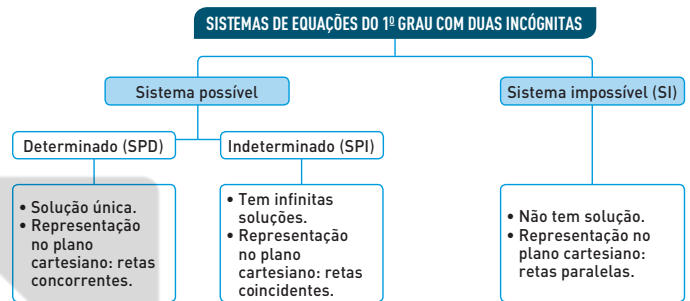 SISTEMAS DE EQUAÇÕES DO 1º GRAU COM DUAS INCÓGNITAS
Sistema possível
Sistema impossível (SI)
Determinado (SPD)
Indeterminado (SPI)
• Solução única.
• Representação
no plano
cartesiano: retas
concorrentes.
• Tem infinitas
soluções.
• Representação
no plano
cartesiano: retas
coincidentes.
• Não tem solução.
• Representação no
plano cartesiano:
retas paralelas.